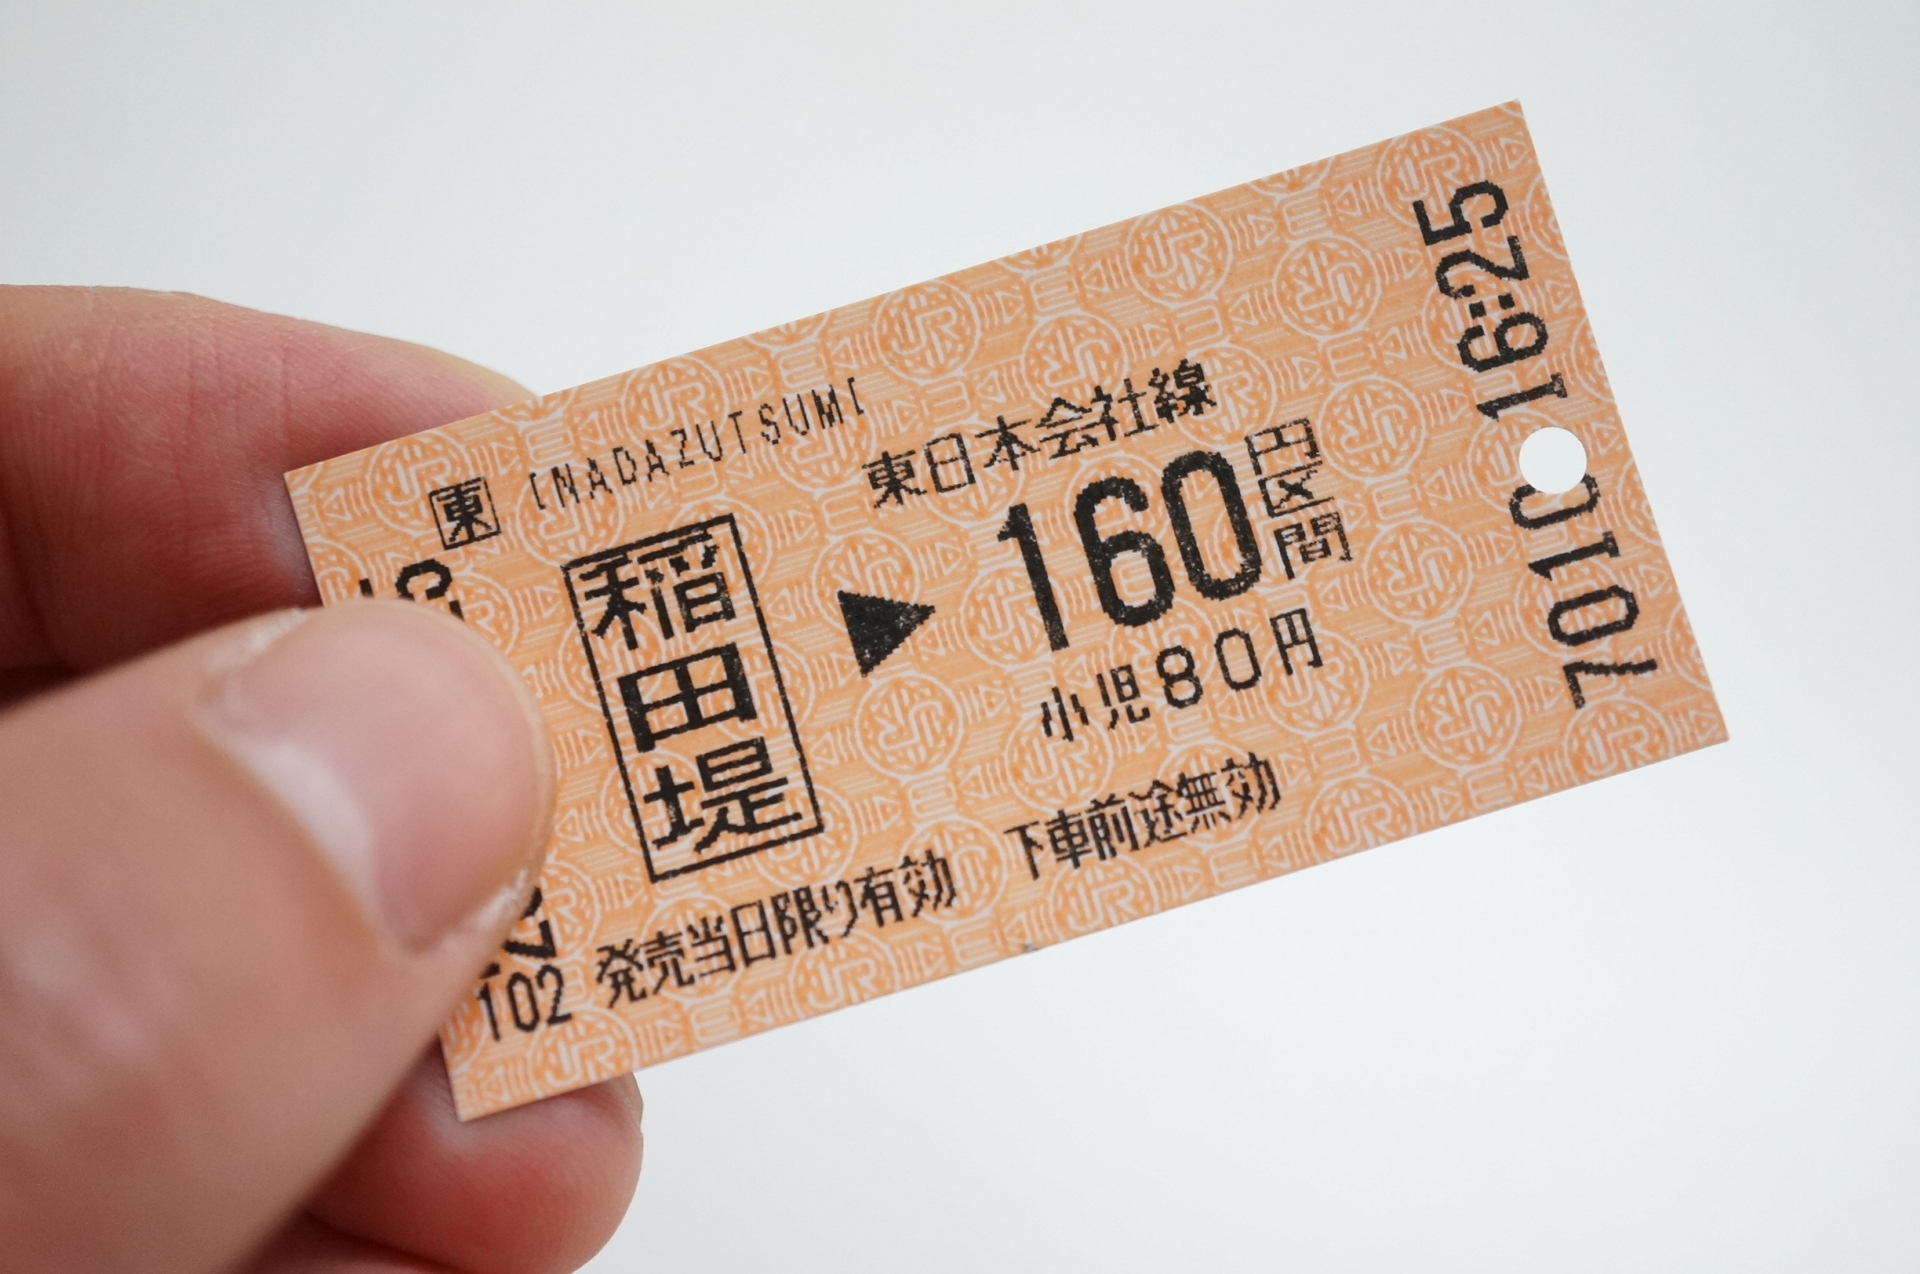 東 INADAZUTSUMI
稲田堤
東日本会社線
160円区間
小児80円
102 発売当日限り有効 下車前途無効
7010 16:25
JR